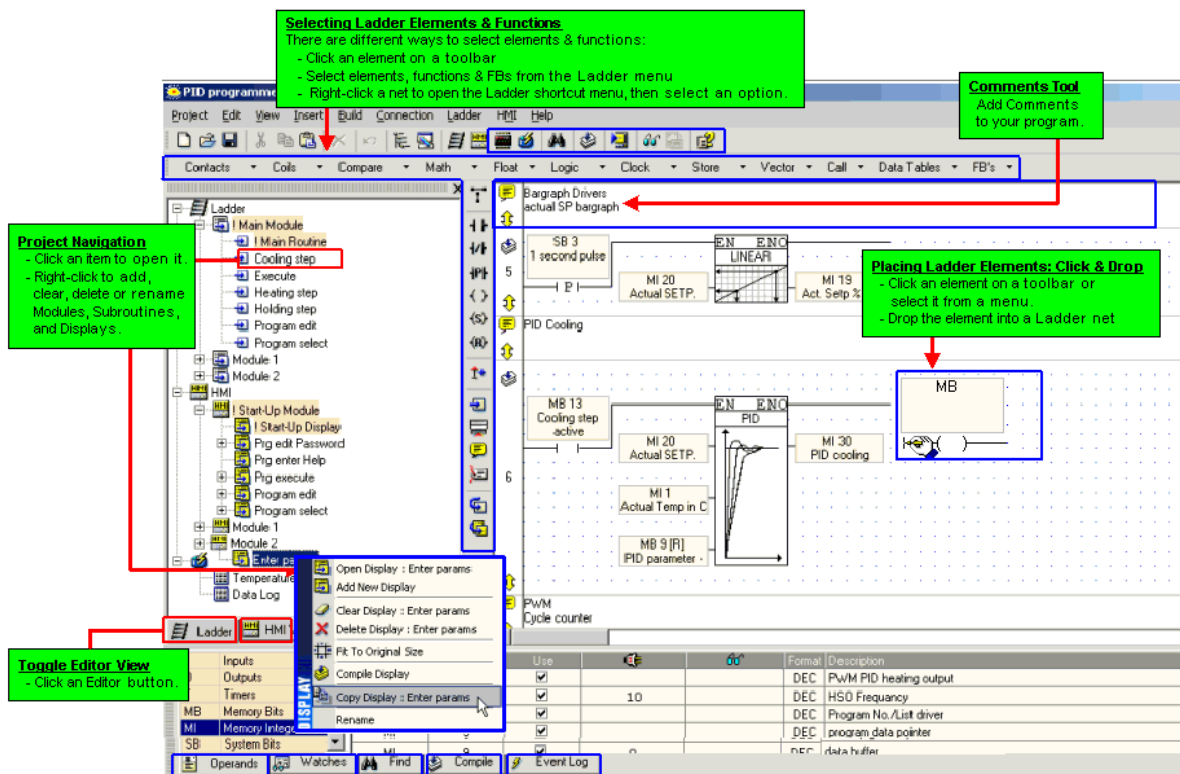 Selecting Ladder Elements & Functions
There are different ways to select elements & functions:
- Click an element on a toolbar
- Select elements, functions & FBs from the Ladder menu
- Right-click a net to open the Ladder shortcut menu, then select an option.
Comments Tool
Add Comments
to your program.
PID programme
Project Edit View Insert Build Connection Ladder HMI Help
Contacts Coils Compare Math Float Logic Clock Store Vector Call Data Tables FB's
Project Navigation
- Click an item to open it.
- Right-click to add,
clear, delete or rename
Modules, Subroutines,
and Displays.
Ladder
! Main Module
! Main Routine
Cooling step
Execute
Heating step
Holding step
Program edit
Program select
Module 1
Module 2
HMI
! Start-Up Module
! Start-Up Display
Prg edit Password
Prg enter Help
Prg execute
Program edit
Program select
Module 1
Module 2
Enter pa
Temperature
Data Log
Bargraph Drivers
actuall SP bargraph
5
SB 3
1 second pulse
P
EN ENO
LINEAR
MI 20
Actual SETP.
MI 19
Act. Setp %
Placing Ladder Elements: Click & Drop
- Click an element on a toolbar or
select it from a menu.
- Drop the element into a Ladder net
PID Cooling
6
MB 13
Cooling step
-active
EN ENO
PID
MI 20
Actual SETP.
MI 30
PID cooling
MI 1
Actual Temp in C
MB 9 [R]
PID parameter -
MB
PWM
Cycle counter
Open Display : Enter params
Add New Display
Clear Display :: Enter params
Delete Display : Enter params
Fit To Original Size
Compile Display
Copy Display : Enter params
Rename
DISPLAY
Ladder HMI
Toggle Editor View
- Click an Editor button.
Inputs
Outputs
Timers
MB Memory Bits
MI Memory Intege
SB System Bits
Use Format Description
DEC PWM PID heating output
10 DEC HSO Frequancy
DEC Program No./List driver
DEC program data pointer
MI 9 0 DEC data buffer
Operands Watches Find Compile Event Log